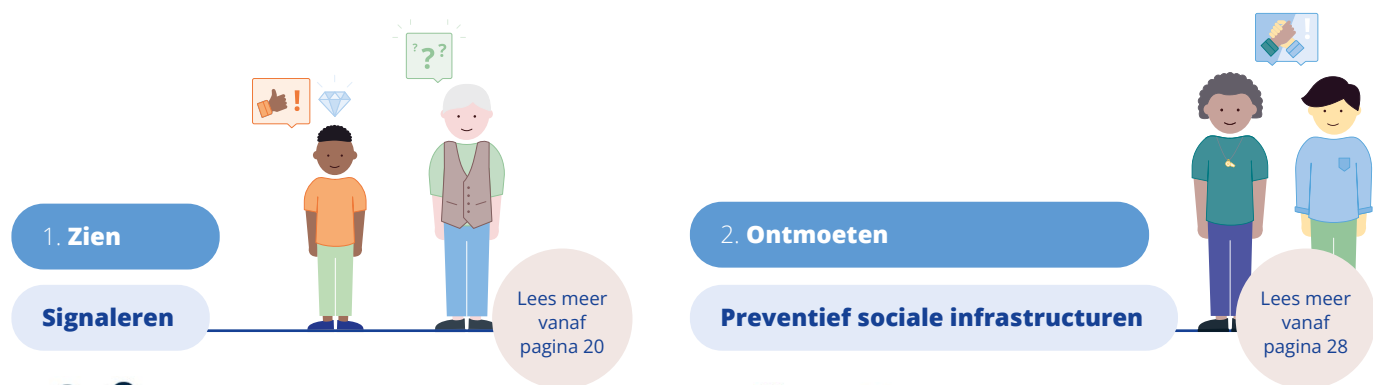 ???
!
!
1. Zien
Signaleren
Lees meer
vanaf
pagina 20
2. Ontmoeten
Preventief sociale infrastructuren
Lees meer
vanaf
pagina 28